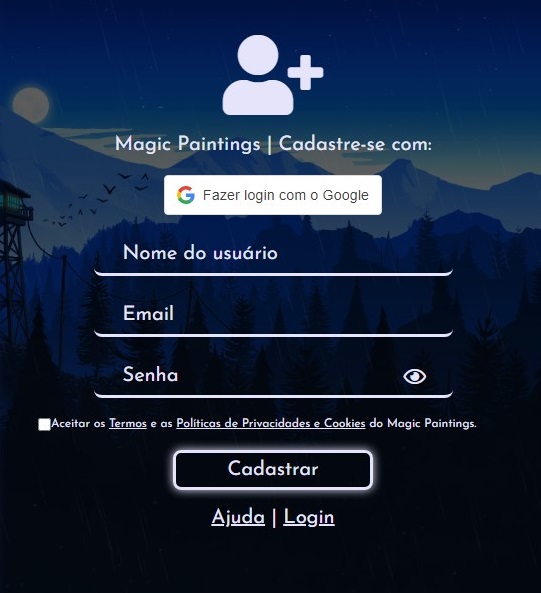 Magic Paintings | Cadastre-se com:
Fazer login com o Google
Nome do usuário
Email
Senha
Aceitar os Termos e as Políticas de Privacidades e Cookies do Magic Paintings.
Cadastrar
Ajuda | Login